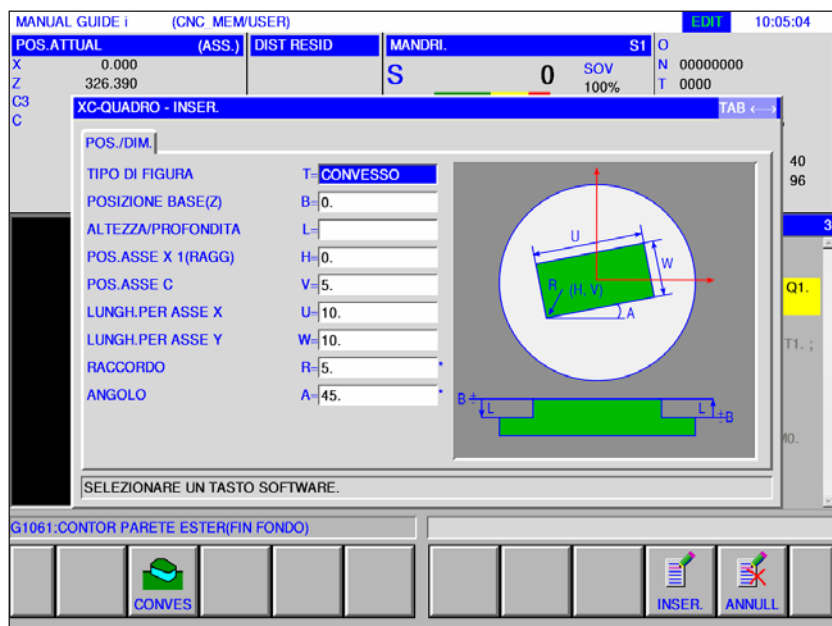 MANUAL GUIDE i (CNC_MEM/USER) EDIT 10:05:04
POS.ATTUAL (ASS.) DIST RESID MANDRI. S1 O
X 0.000 N 00000000
Z 326.390 S 0 SOV 100% T 0000
C3
C
XC-QUADRO - INSER. TAB ←→
POS./DIM.
TIPO DI FIGURA T= CONVESSO
POSIZIONE BASE(Z) B= 0.
ALTEZZA/PROFONDITA L=
POS.ASSE X 1(RAGG) H= 0.
POS.ASSE C V= 5.
LUNGH.PER ASSE X U= 10.
LUNGH.PER ASSE Y W= 10.
RACCORDO R= 5. *
ANGOLO A= 45. *
U
W
R (H, V)
A
B ± L L ±B
40
96
3
Q1.
T1. ;
M0.
SELEZIONARE UN TASTO SOFTWARE.
G1061:CONTOR PARETE ESTER(FIN FONDO)
CONVES INSER. ANNULL